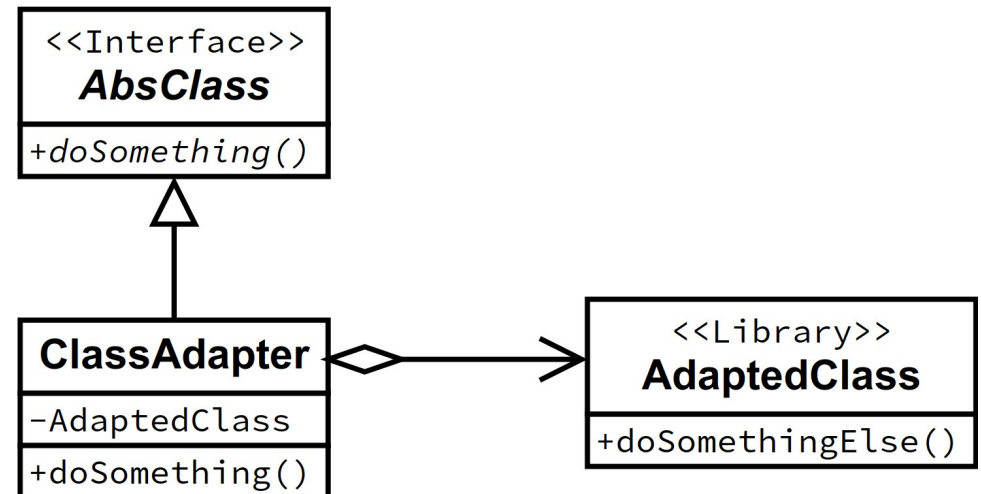 <<Interface>>
AbsClass
+doSomething()
ClassAdapter
-AdaptedClass
+doSomething()
<<Library>>
AdaptedClass
+doSomethingElse()